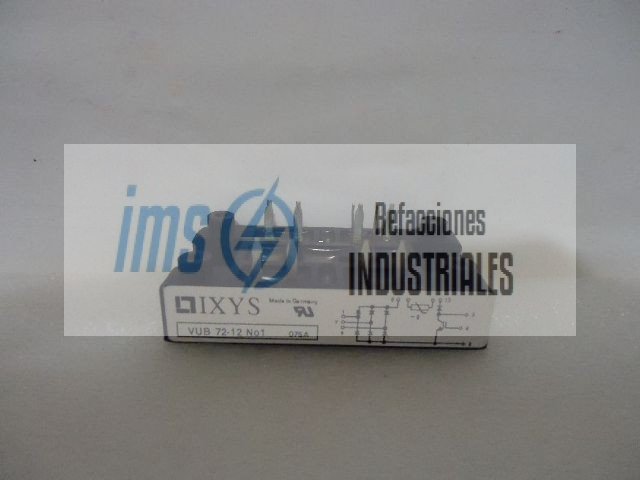 ims
Refacciones
INDUSTRIALES
IXYS
Made in Germany
VUB 72-12 No1
075A